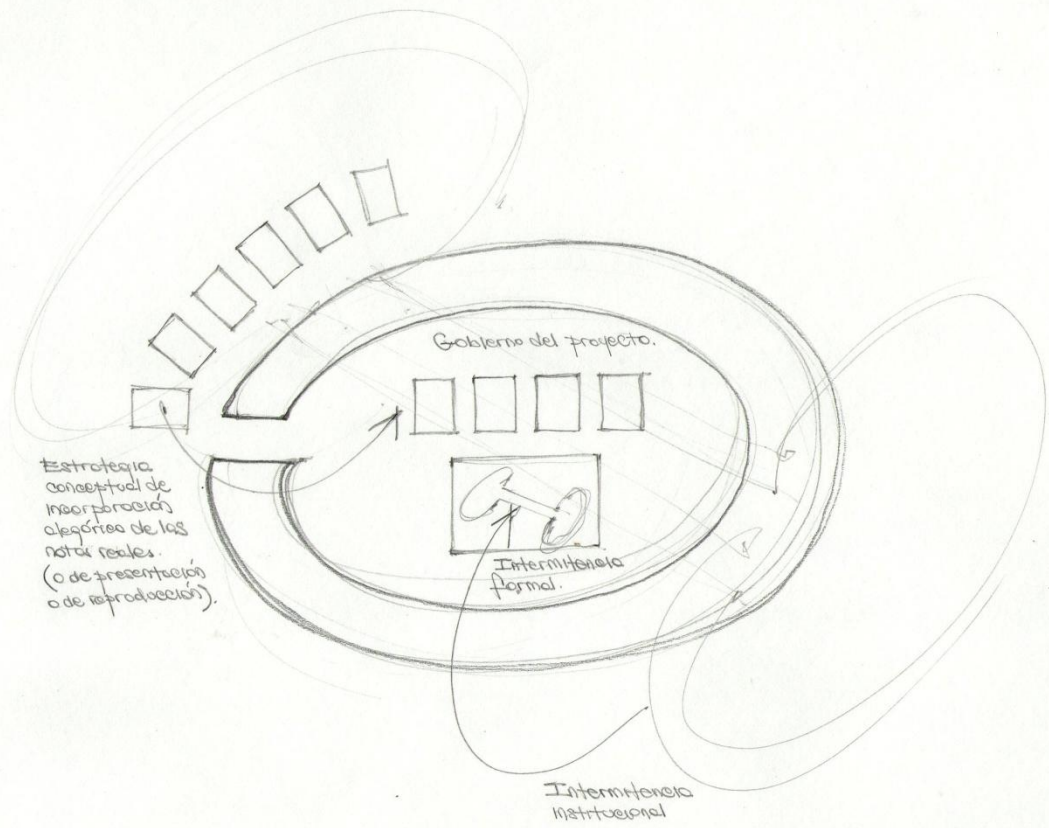 Gobierno del proyecto.
Estrategia
conceptual de
incorporación
alegórica de las
notas reales.
(o de presentación
o de reproducción).
Intermitencia
formal.
Intermitencia
institucional